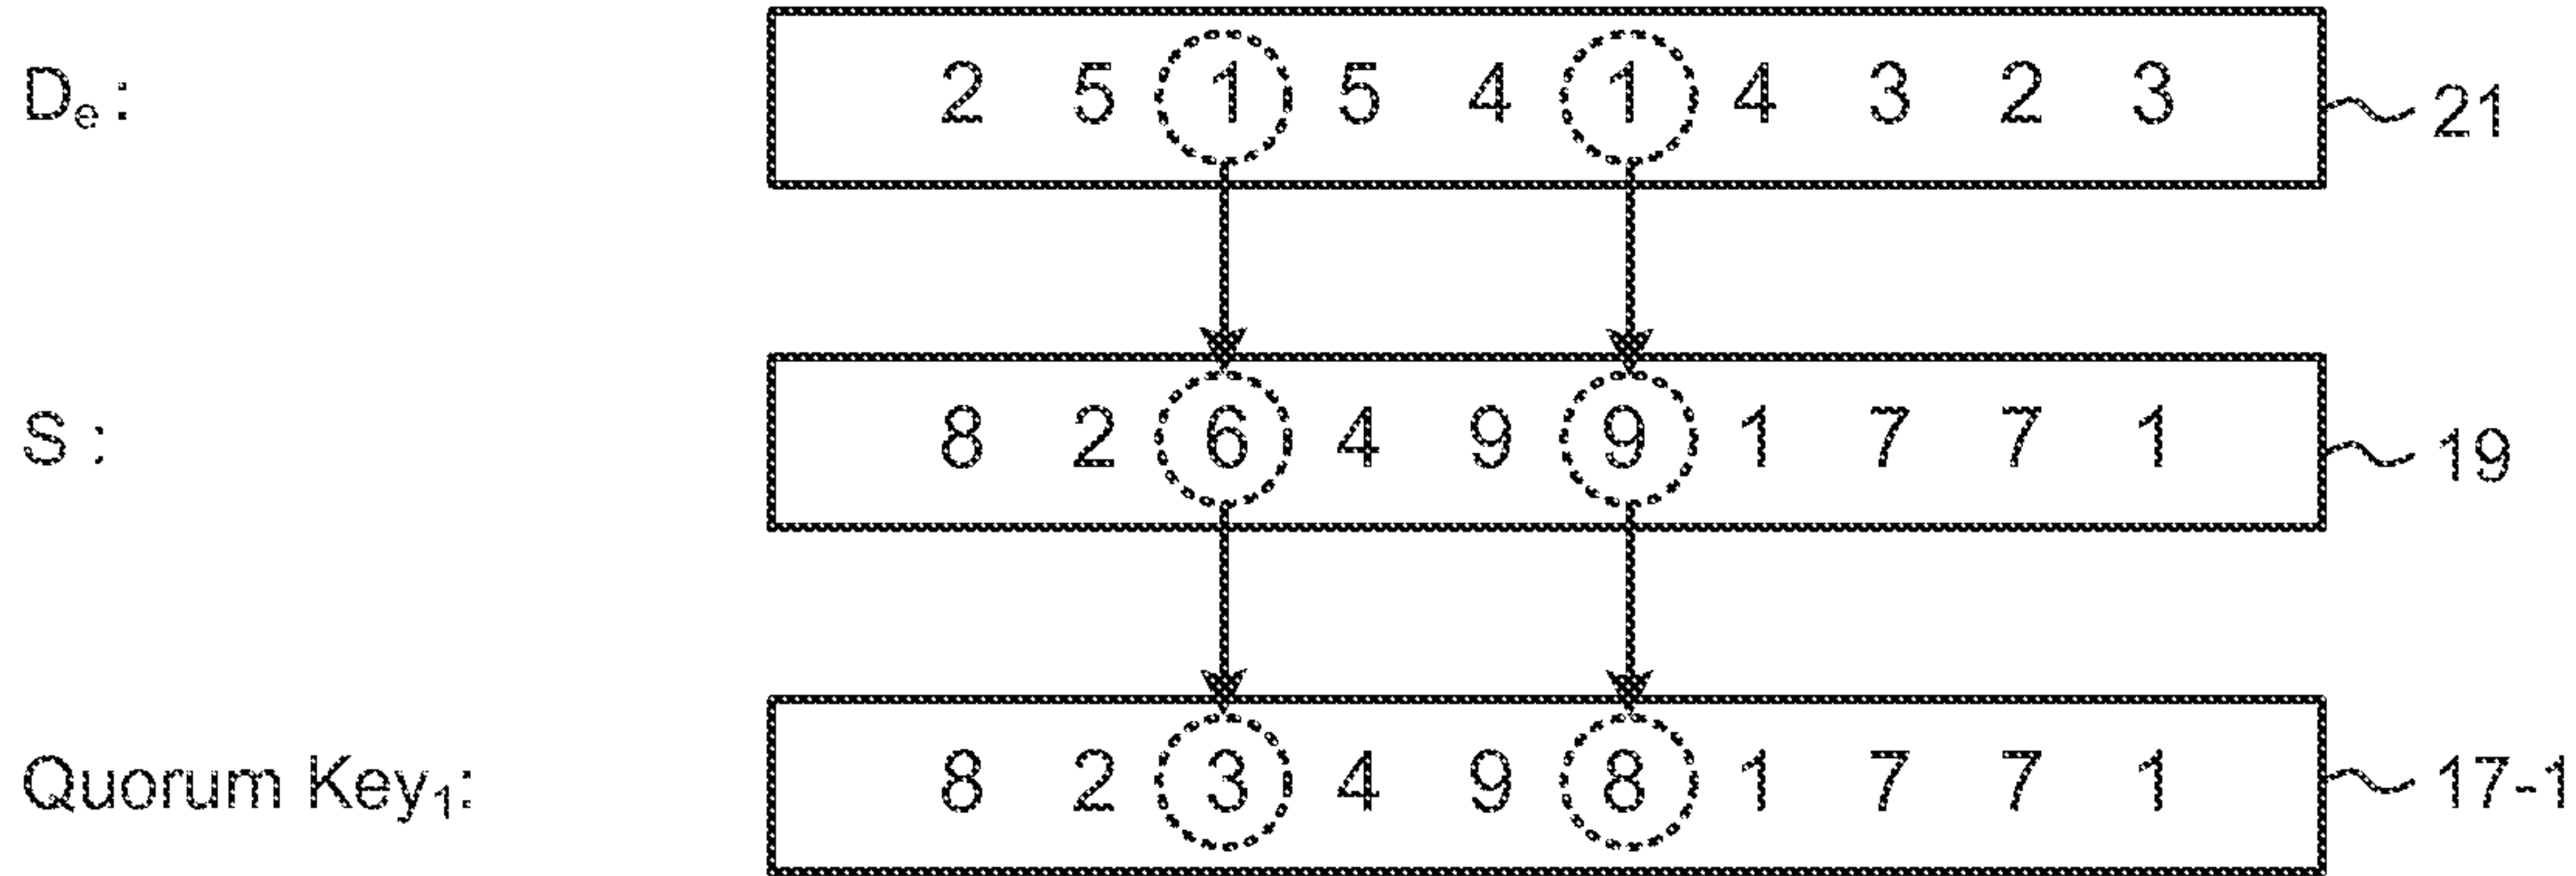 Dₑ : 2 5 1 5 4 1 4 3 2 3 21
S : 8 2 6 4 9 9 1 7 7 1 19
Quorum Key₁: 8 2 3 4 9 8 1 7 7 1 17-1